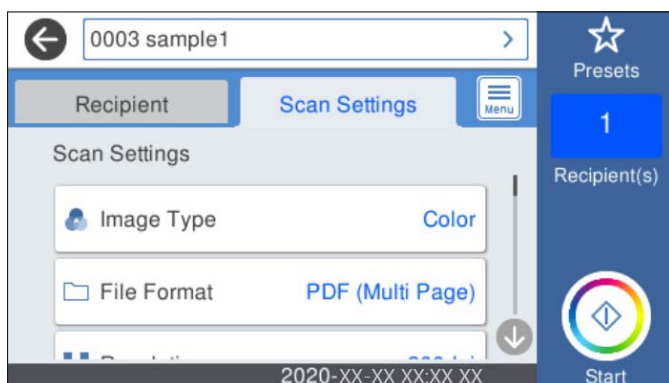 0003 sample1
Presets
Recipient
Scan Settings
Menu
1
Recipient(s)
Scan Settings
Image Type
Color
File Format
PDF (Multi Page)
2020-XX-XX XX:XX XX
Start